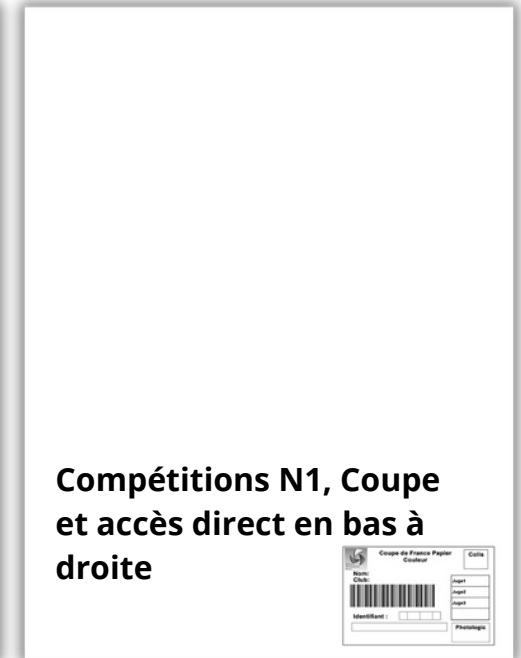 Compétitions N1, Coupe
et accès direct en bas à
droite
Coupe de France Papier
Couleur
Colis
Nom:
Club:
Juge1
Juge2
Juge3
Identifiant :
Photologic